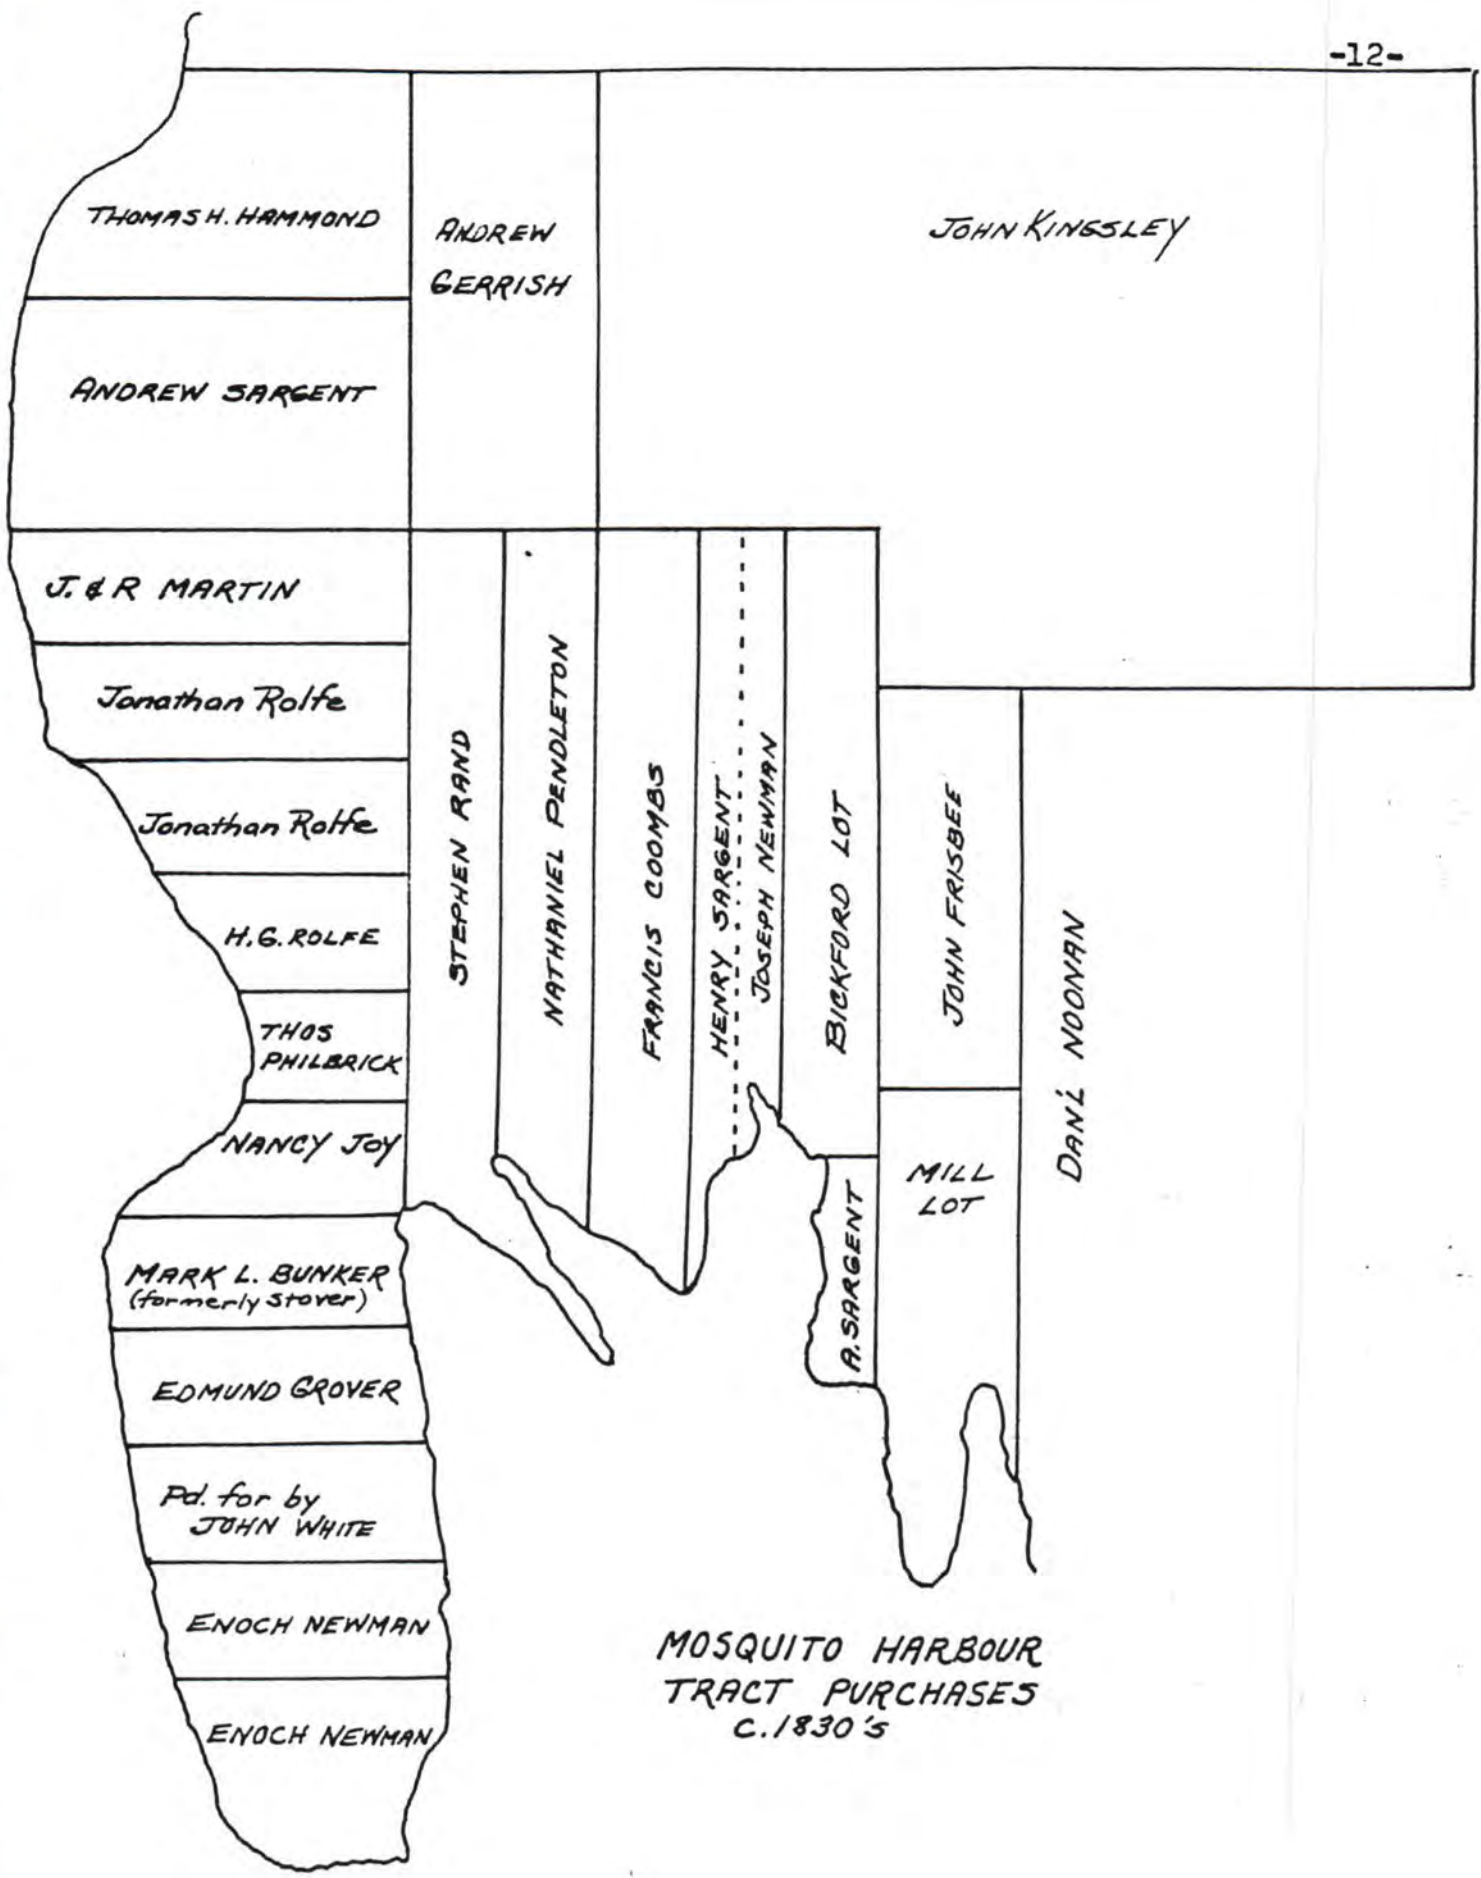 -12-
THOMAS H. HAMMOND
ANDREW
GERRISH
JOHN KINGSLEY
ANDREW SARGENT
J. & R MARTIN
Jonathan Rolfe
Jonathan Rolfe
H.G. ROLFE
THOS
PHILBRICK
NANCY JOY
MARK L. BUNKER
(formerly Stover)
EDMUND GROVER
Pd. for by
JOHN WHITE
ENOCH NEWMAN
ENOCH NEWMAN
STEPHEN RAND
NATHANIEL PENDLETON
FRANCIS COOMBS
HENRY SARGENT
JOSEPH NEWMAN
BICKFORD LOT
A. SARGENT
JOHN FRISBEE
MILL
LOT
DAN'L NOONAN
MOSQUITO HARBOUR
TRACT PURCHASES
C. 1830's